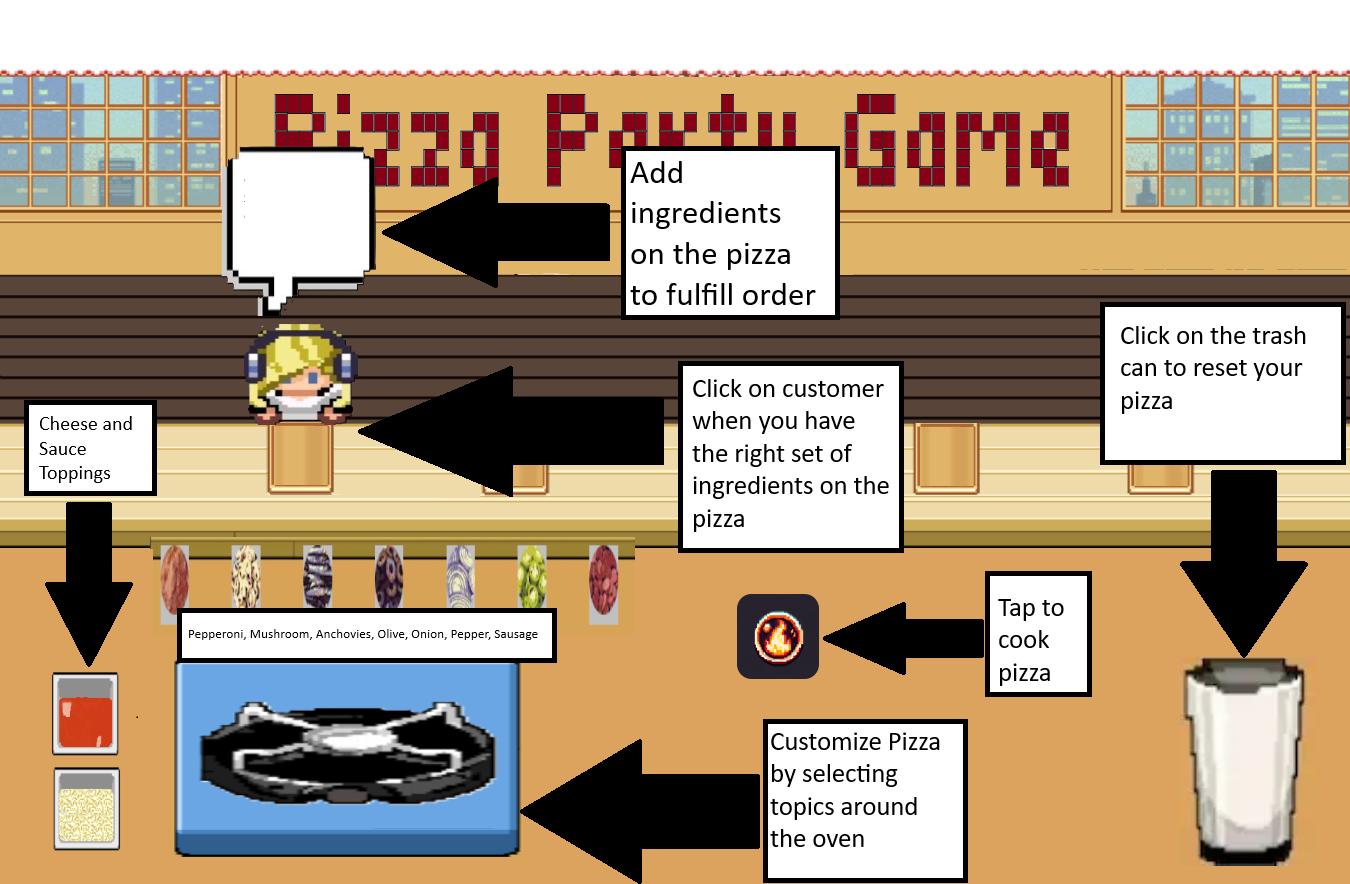 Pizza Party Game
Add
ingredients
on the pizza
to fulfill order
Click on the trash
can to reset your
pizza
Click on customer
when you have
the right set of
ingredients on the
pizza
Cheese and
Sauce
Toppings
Pepperoni, Mushroom, Anchovies, Olive, Onion, Pepper, Sausage
Tap to
cook
pizza
Customize Pizza
by selecting
topics around
the oven